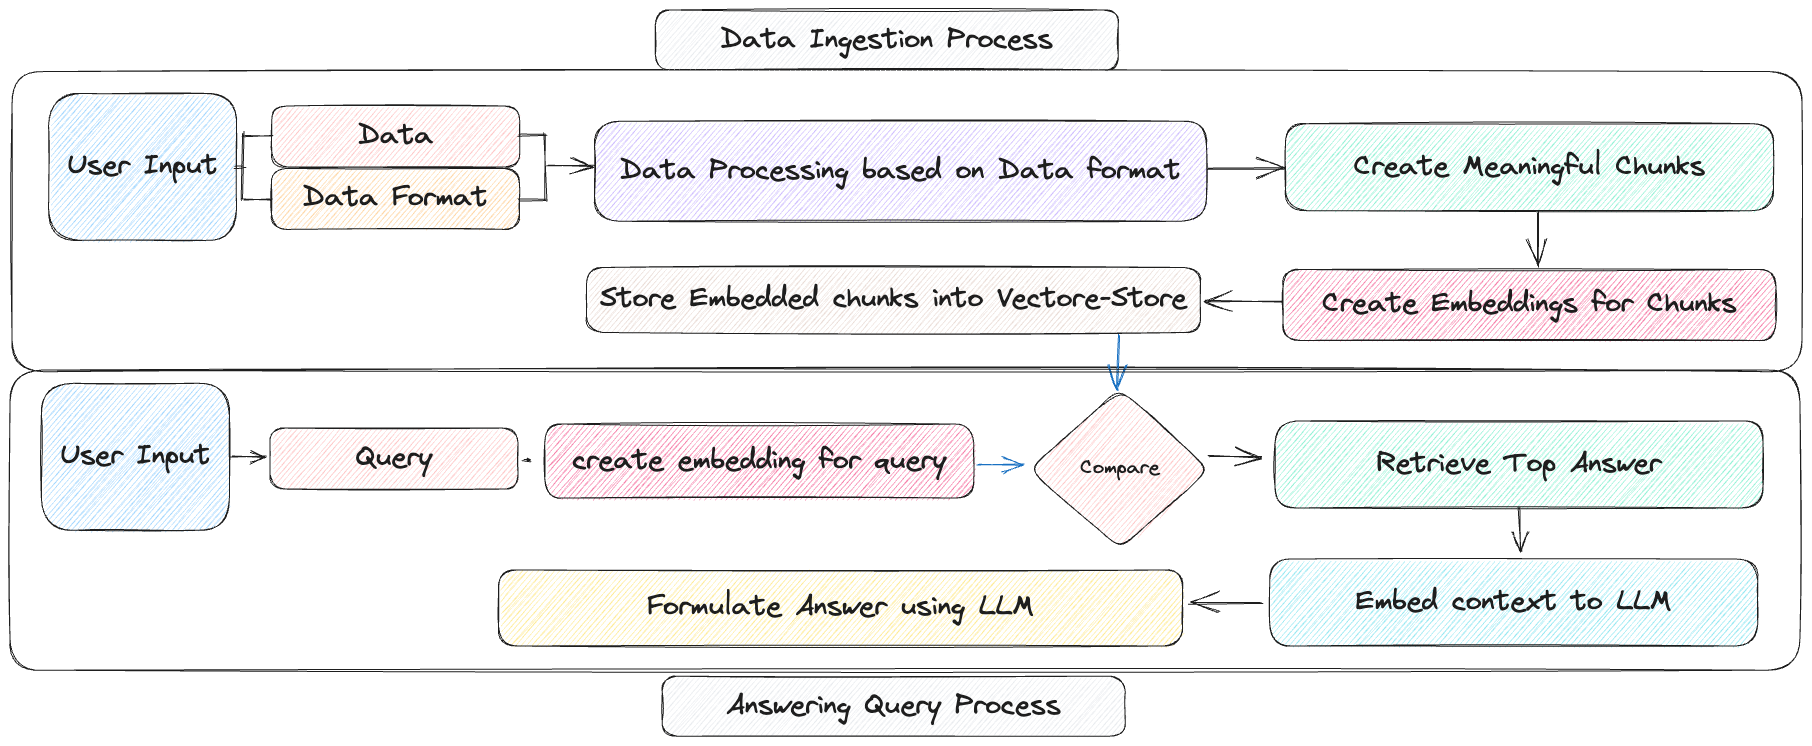 Data Ingestion Process
User Input
Data
Data Format
Data Processing based on Data format
Create Meaningful Chunks
Create Embeddings for Chunks
Store Embedded chunks into Vectore-Store
User Input
Query
create embedding for query
Compare
Retrieve Top Answer
Embed context to LLM
Formulate Answer using LLM
Answering Query Process